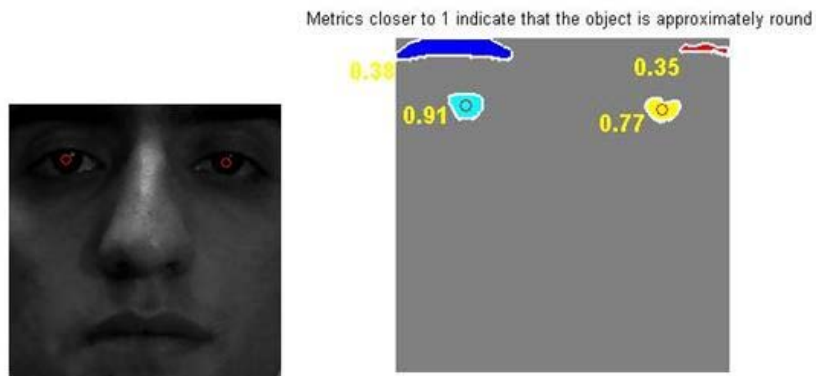 Metrics closer to 1 indicate that the object is approximately round
0.38
0.35
0.91
0.77